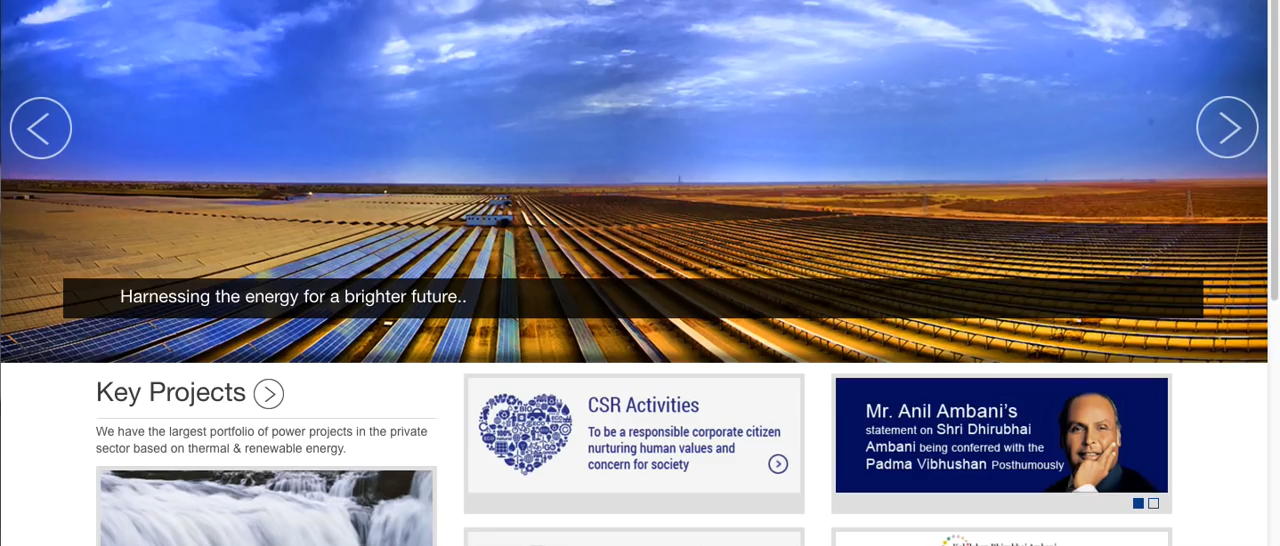 Harnessing the energy for a brighter future..
Key Projects
We have the largest portfolio of power projects in the private
sector based on thermal & renewable energy.
CSR Activities
To be a responsible corporate citizen
nurturing human values and
concern for society
Mr. Anil Ambani's
statement on Shri Dhirubhai
Ambani being conferred with the
Padma Vibhushan Posthumously